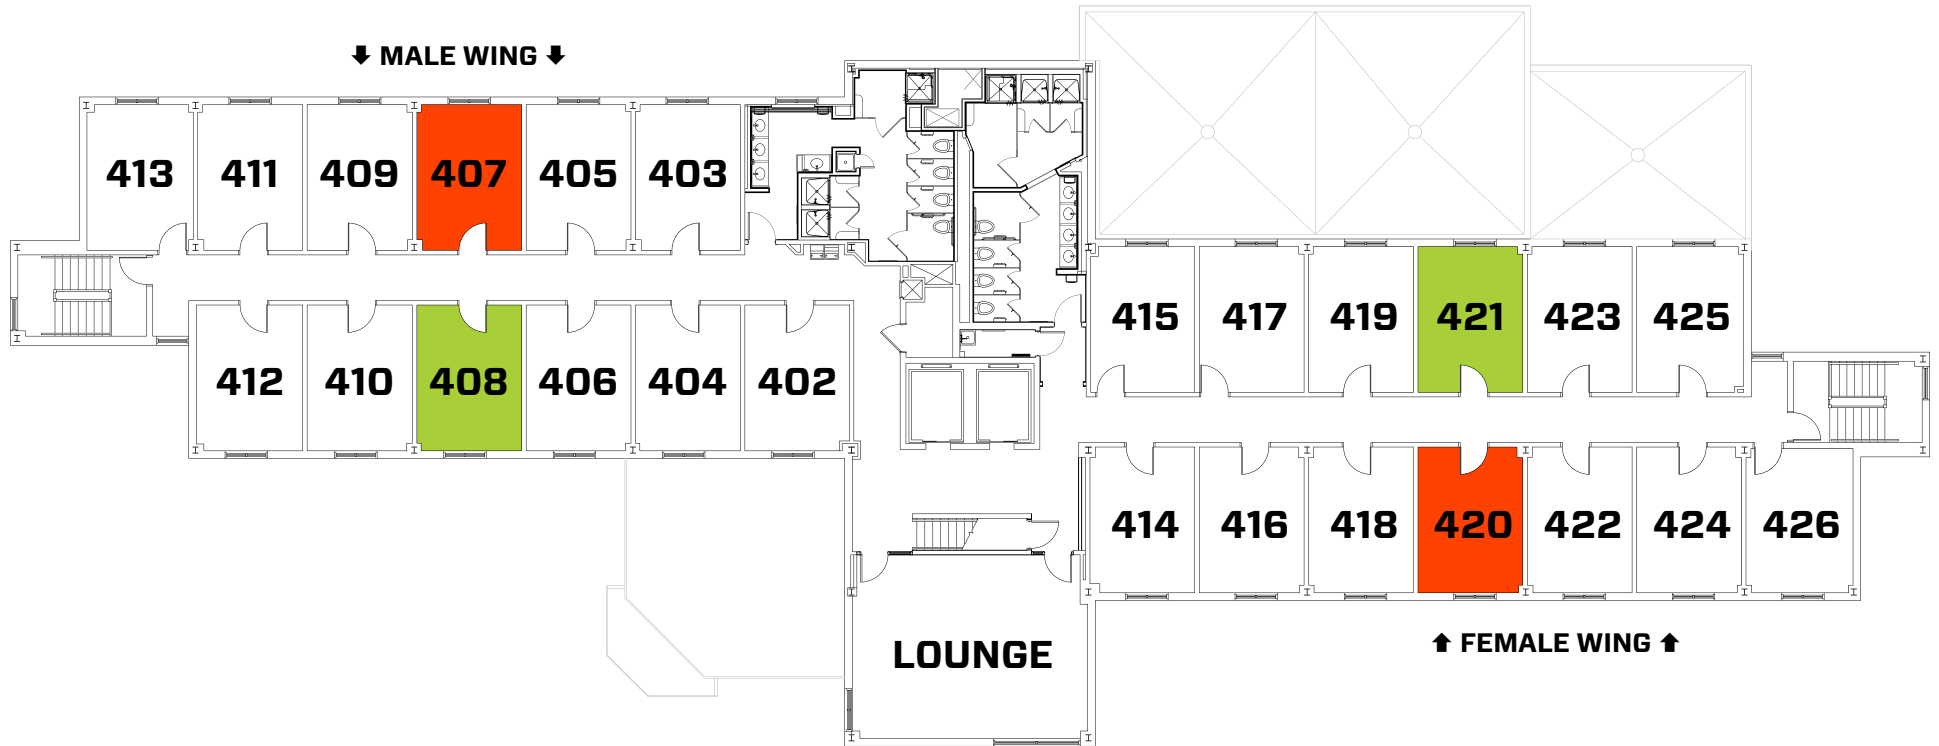 ⬇ MALE WING ⬇
413 411 409 407 405 403
412 410 408 406 404 402
415 417 419 421 423 425
414 416 418 420 422 424 426
LOUNGE
⬆ FEMALE WING ⬆